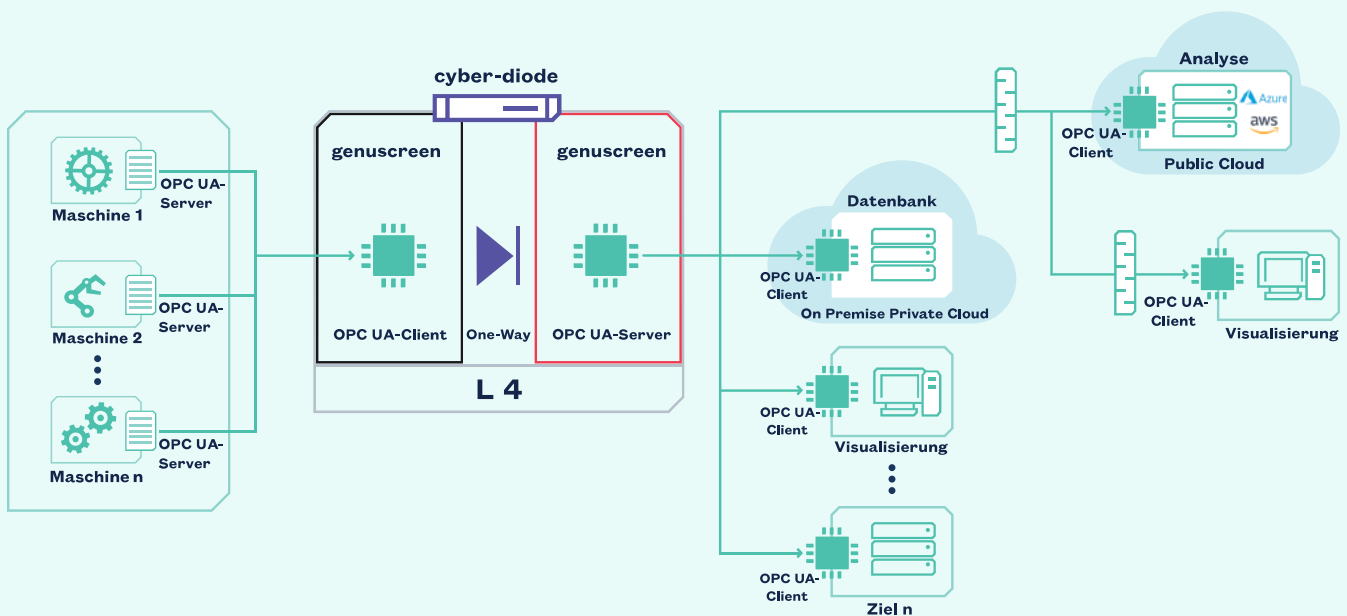 cyber-diode
OPC UA-
Server
Maschine 1
OPC UA-
Server
Maschine 2
OPC UA-
Server
Maschine n
genuscreen
genuscreen
OPC UA-Client
One-Way
OPC UA-Server
L 4
Analyse
Azure
aws
OPC UA-
Client
Public Cloud
Datenbank
OPC UA-
Client
On Premise Private Cloud
OPC UA-
Client
Visualisierung
OPC UA-
Client
Visualisierung
OPC UA-
Client
Ziel n